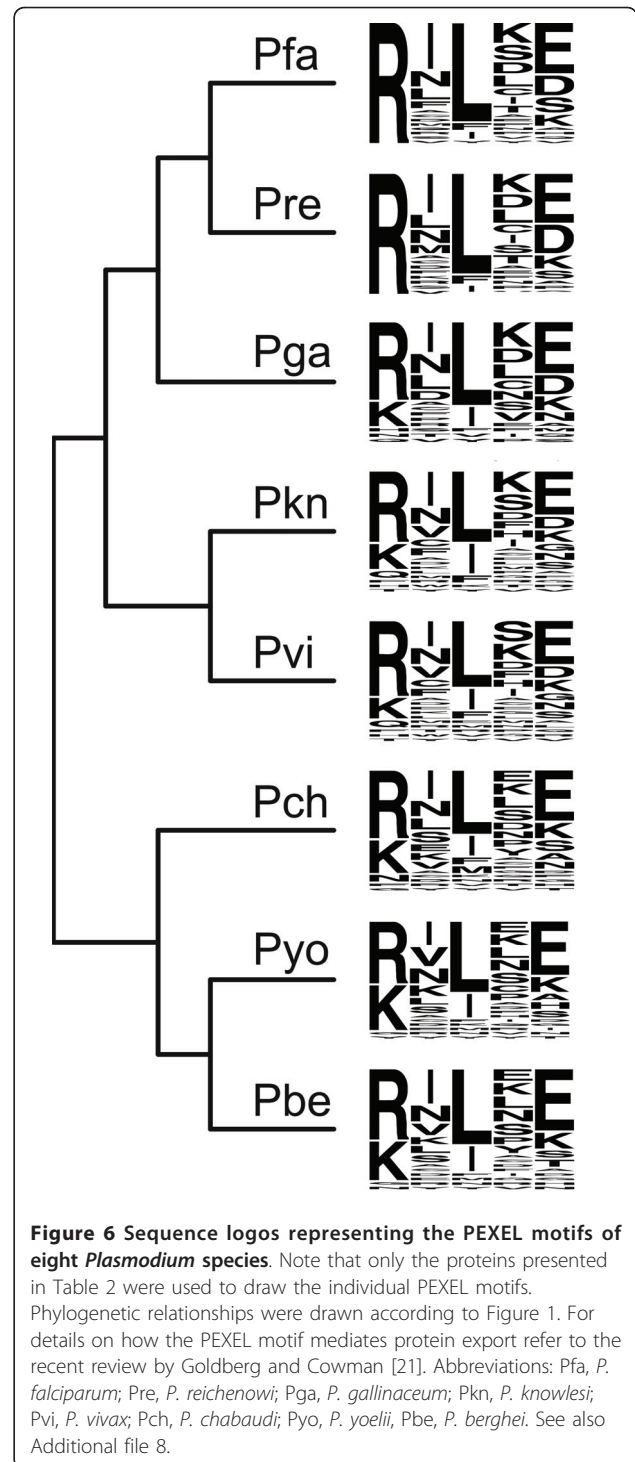 Pfa
R I L K E
Pre
R I L K E
Pga
R I L K E
Pkn
R I L K E
Pvi
R I L S E
Pch
R I L E E
Pyo
R I L E E
Pbe
R I L E E
Figure 6 Sequence logos representing the PEXEL motifs of
eight Plasmodium species. Note that only the proteins presented
in Table 2 were used to draw the individual PEXEL motifs.
Phylogenetic relationships were drawn according to Figure 1. For
details on how the PEXEL motif mediates protein export refer to the
recent review by Goldberg and Cowman [21]. Abbreviations: Pfa, P.
falciparum; Pre, P. reichenowi; Pga, P. gallinaceum; Pkn, P. knowlesi;
Pvi, P. vivax; Pch, P. chabaudi; Pyo, P. yoelii, Pbe, P. berghei. See also
Additional file 8.